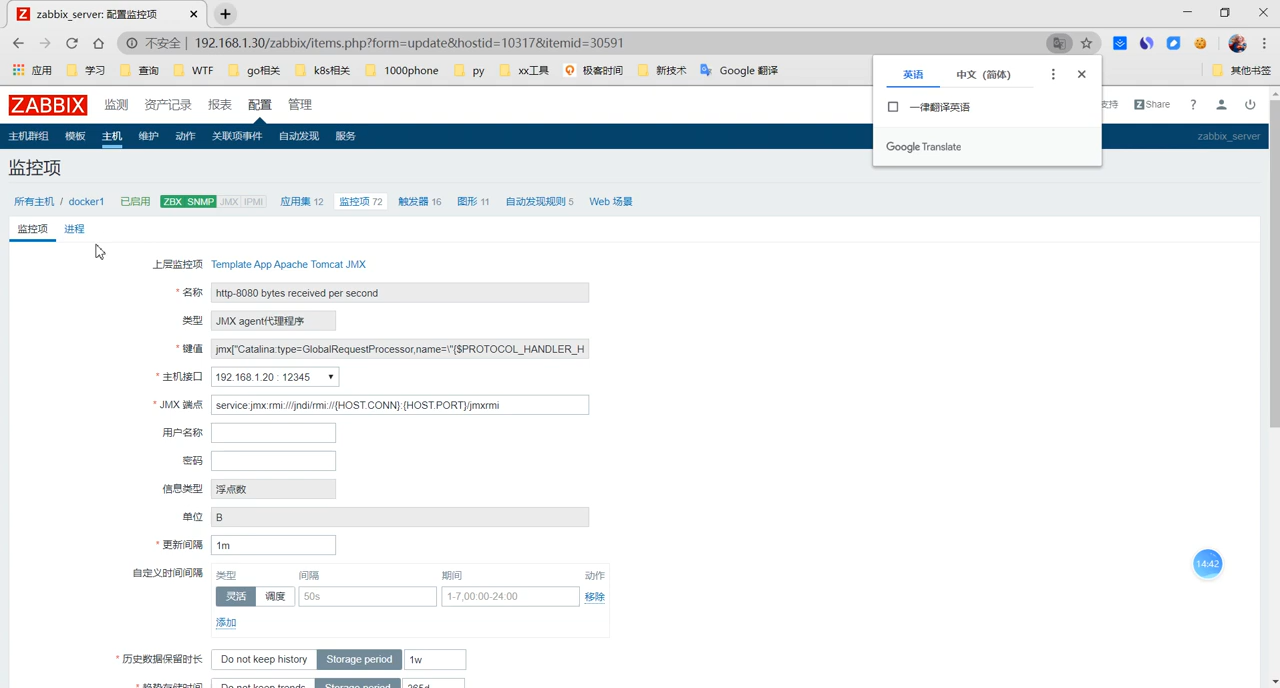 zabbix_server: 配置监控项
不安全 | 192.168.1.30/zabbix/items.php?form=update&hostid=10317&itemid=30591
应用 学习 查询 WTF go相关 k8s相关 1000phone py xx工具 极客时间 新技术 Google 翻译 其他书签
英语 中文 (简体)
一律翻译英语
Google Translate
ZABBIX 监测 资产记录 报表 配置 管理 支持 Z Share ?
主机群组 模板 主机 维护 动作 关联项事件 自动发现 服务 zabbix_server
监控项
所有主机 / docker1 已启用 ZBX SNMP JMX IPMI 应用集 12 监控项 72 触发器 16 图形 11 自动发现规则 5 Web 场景
监控项 进程
上层监控项 Template App Apache Tomcat JMX
* 名称 http-8080 bytes received per second
类型 JMX agent代理程序
* 键值 jmx["Catalina:type=GlobalRequestProcessor,name=\"{$PROTOCOL_HANDLER_H
* 主机接口 192.168.1.20 : 12345
* JMX 端点 service:jmx:rmi:///jndi/rmi://{HOST.CONN}:{HOST.PORT}/jmxrmi
用户名称
密码
信息类型 浮点数
单位 B
* 更新间隔 1m
自定义时间间隔 类型 间隔 期间 动作
灵活 调度 50s 1-7,00:00-24:00 移除
添加
14:42
* 历史数据保留时长 Do not keep history Storage period 1w
* 趋势存储时间 Do not keep trends Storage period 365d